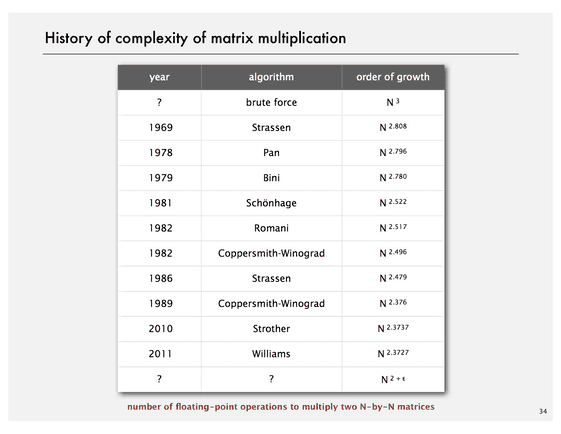 History of complexity of matrix multiplication
year algorithm order of growth
? brute force N 3
1969 Strassen N 2.808
1978 Pan N 2.796
1979 Bini N 2.780
1981 Schönhage N 2.522
1982 Romani N 2.517
1982 Coppersmith-Winograd N 2.496
1986 Strassen N 2.479
1989 Coppersmith-Winograd N 2.376
2010 Strother N 2.3737
2011 Williams N 2.3727
? ? N 2 + ε
number of floating-point operations to multiply two N-by-N matrices
34